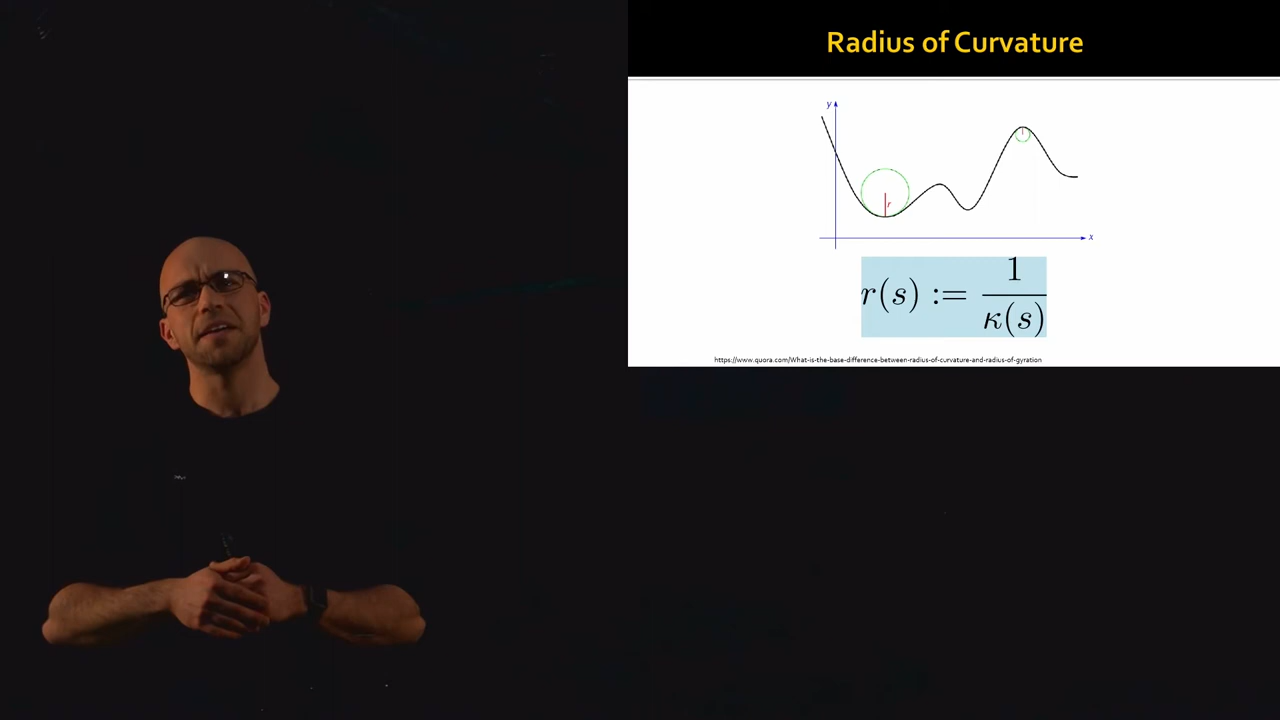 Radius of Curvature
y
r
x
r(s) := 1/κ(s)
https://www.quora.com/What-is-the-base-difference-between-radius-of-curvature-and-radius-of-gyration